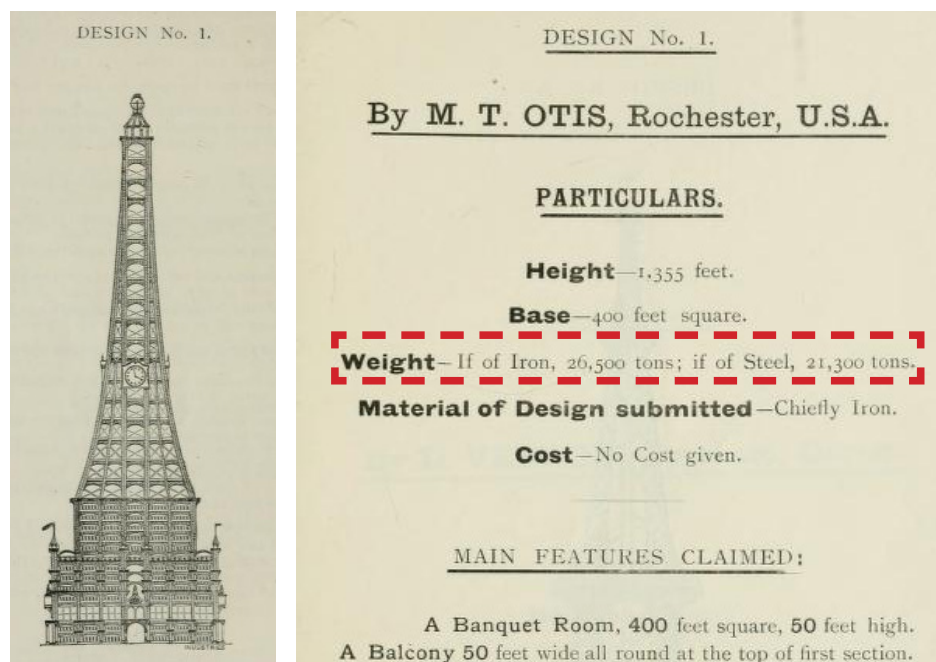 DESIGN No. 1.
DESIGN No. 1.
By M. T. OTIS, Rochester, U.S.A.
PARTICULARS.
Height—1,355 feet.
Base—400 feet square.
Weight—If of Iron, 26,500 tons; if of Steel, 21,300 tons.
Material of Design submitted—Chiefly Iron.
Cost—No Cost given.
MAIN FEATURES CLAIMED:
A Banquet Room, 400 feet square, 50 feet high.
A Balcony 50 feet wide all round at the top of first section.